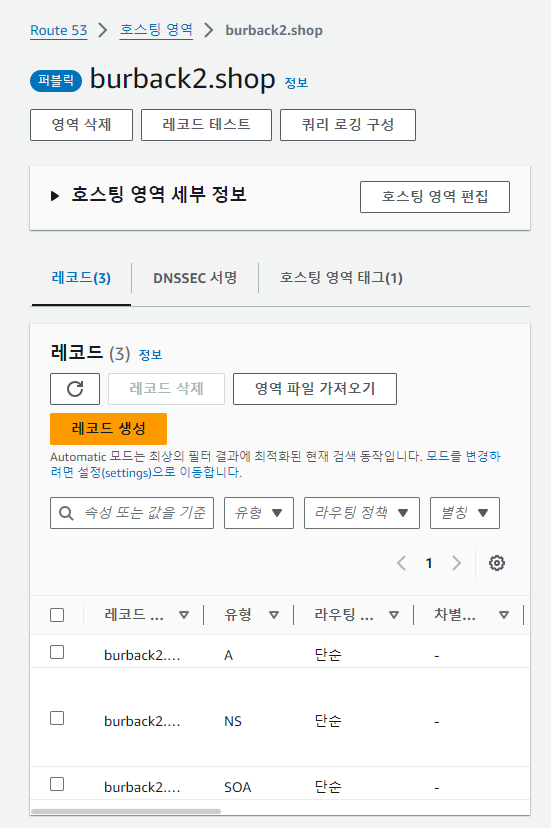 Route 53 > 호스팅 영역 > burback2.shop
퍼블릭 burback2.shop 정보
영역 삭제 레코드 테스트 쿼리 로깅 구성
호스팅 영역 세부 정보 호스팅 영역 편집
레코드(3) DNSSEC 서명 호스팅 영역 태그(1)
레코드 (3) 정보
레코드 삭제 영역 파일 가져오기
레코드 생성
Automatic 모드는 최상의 필터 결과에 최적화된 현재 검색 동작입니다. 모드를 변경하
려면 설정(settings)으로 이동합니다.
속성 또는 값을 기준 유형 라우팅 정책 별칭
1
레코드 ... 유형 라우팅 ... 차별...
burback2.... A 단순 -
burback2.... NS 단순 -
burback2.... SOA 단순 -